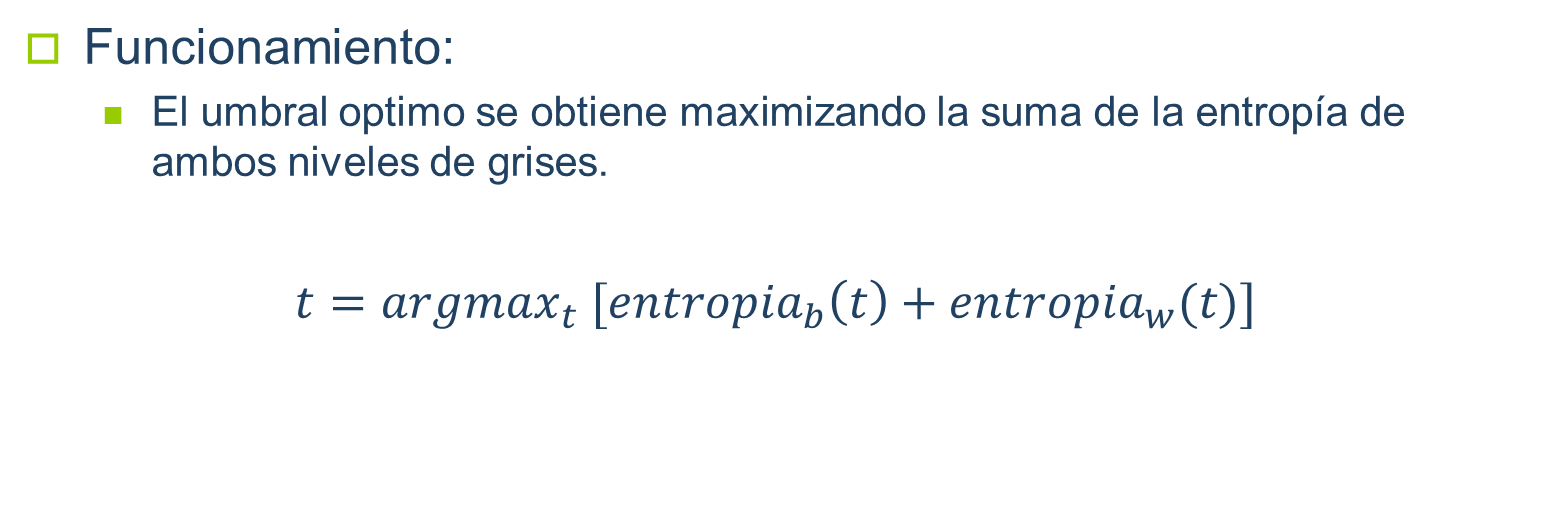 Funcionamiento:
El umbral optimo se obtiene maximizando la suma de la entropía de
ambos niveles de grises.
t = argmaxₜ [entropia_b(t) + entropia_w(t)]